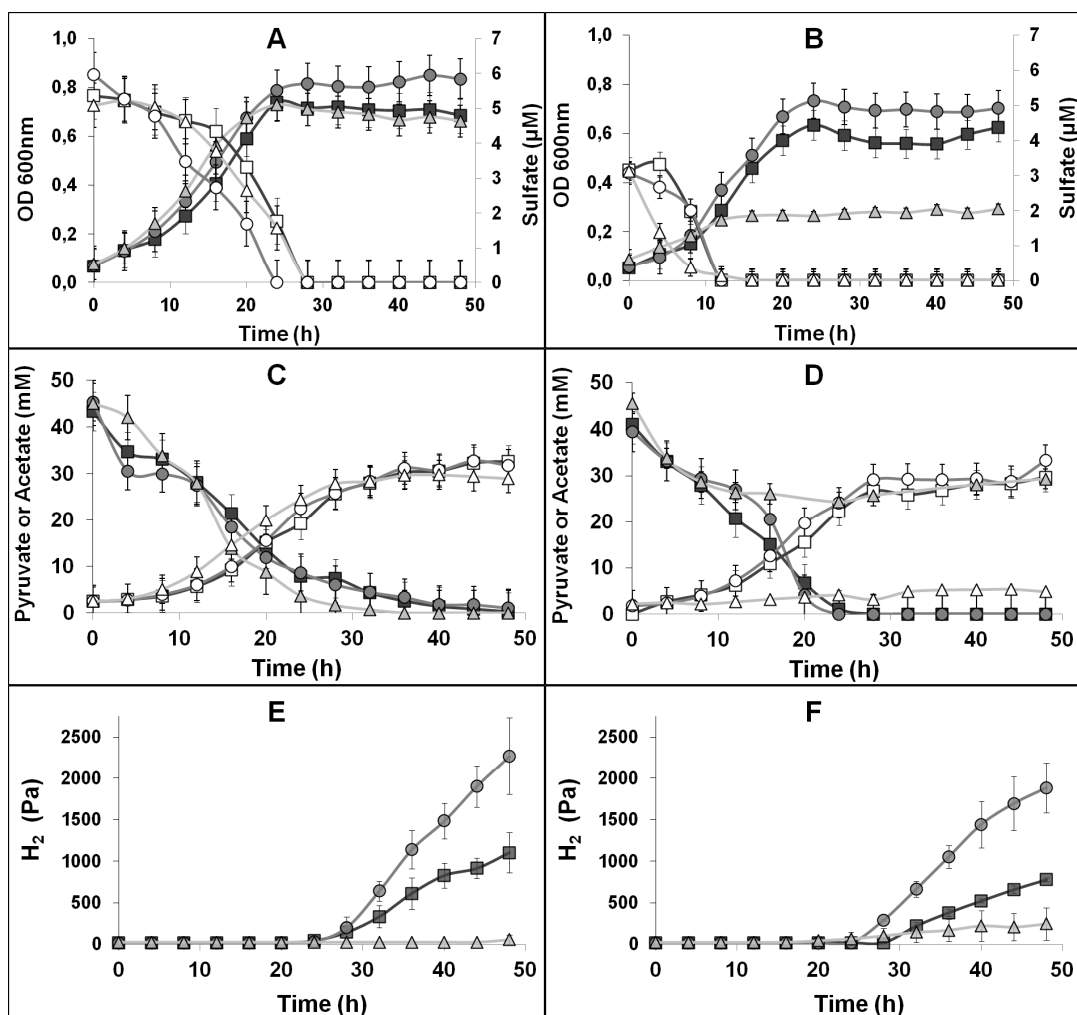 A
OD 600nm
1,0
0,8
0,6
0,4
0,2
0,0
7
6
5
4
3
2
1
0
Sulfate (µM)
0 10 20 30 40 50
Time (h)
B
OD 600nm
1,0
0,8
0,6
0,4
0,2
0,0
7
6
5
4
3
2
1
0
Sulfate (µM)
0 10 20 30 40 50
Time (h)
C
Pyruvate or Acetate (mM)
50
40
30
20
10
0
0 10 20 30 40 50
Time (h)
D
Pyruvate or Acetate (mM)
50
40
30
20
10
0
0 10 20 30 40 50
Time (h)
E
H₂ (Pa)
2500
2000
1500
1000
500
0
0 10 20 30 40 50
Time (h)
F
H₂ (Pa)
2500
2000
1500
1000
500
0
0 10 20 30 40 50
Time (h)